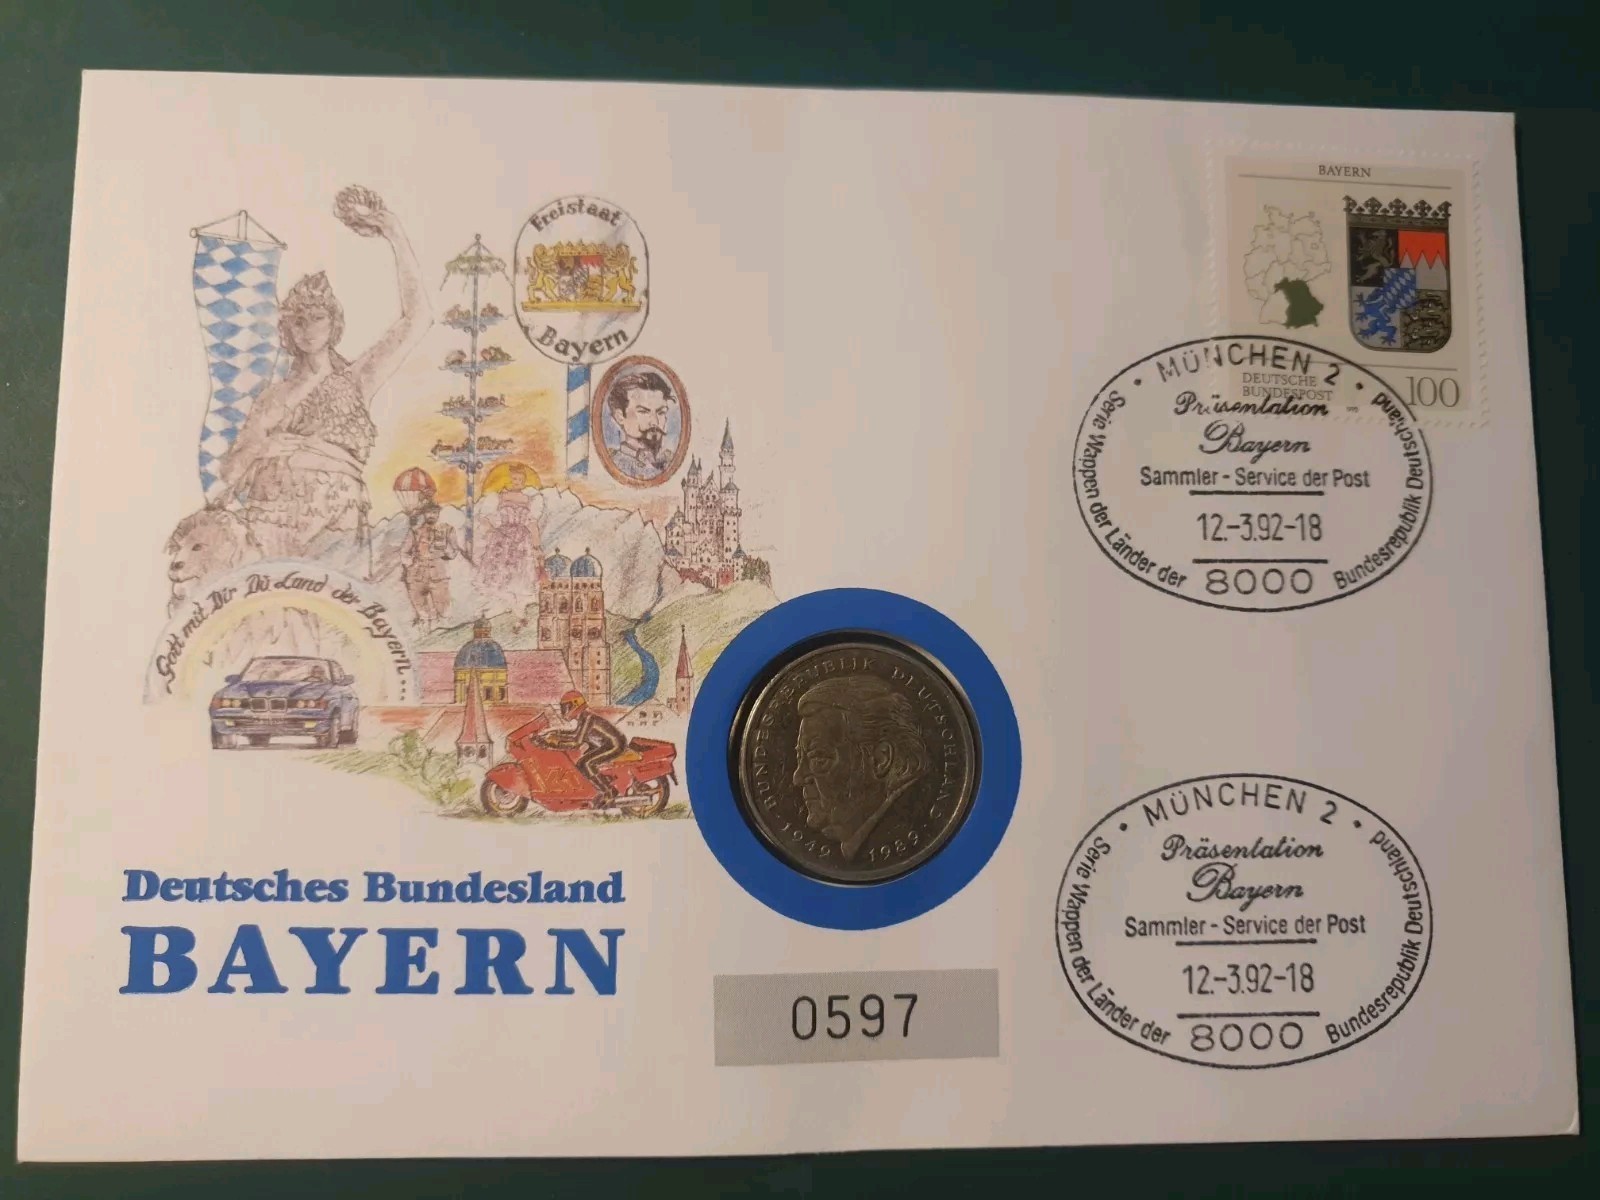 Freistaat
Bayern
Gott mit Dir Du Land der Bayern...
Deutsches Bundesland
BAYERN
BUNDESREPUBLIK DEUTSCHLAND
1949 1989
0597
BAYERN
DEUTSCHE
BUNDESPOST
100
MÜNCHEN 2
Präsentation
Bayern
Sammler-Service der Post
12.-3.92-18
8000
Serie Wappen der Länder der Bundesrepublik Deutschland
MÜNCHEN 2
Präsentation
Bayern
Sammler-Service der Post
12.-3.92-18
8000
Serie Wappen der Länder der Bundesrepublik Deutschland